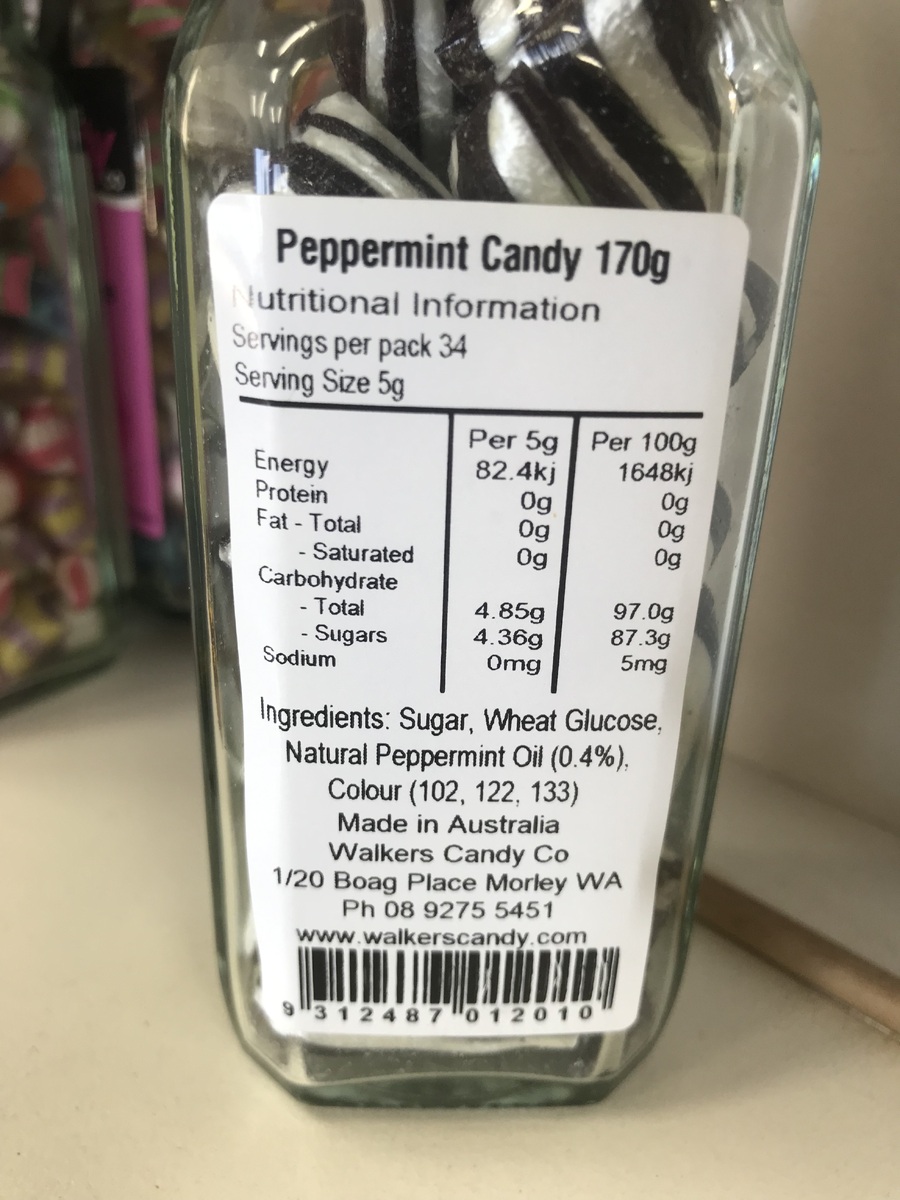 Peppermint Candy 170g
Nutritional Information
Servings per pack 34
Serving Size 5g
Per 5g Per 100g
Energy 82.4kj 1648kj
Protein 0g 0g
Fat - Total 0g 0g
- Saturated 0g 0g
Carbohydrate
- Total 4.85g 97.0g
- Sugars 4.36g 87.3g
Sodium 0mg 5mg
Ingredients: Sugar, Wheat Glucose,
Natural Peppermint Oil (0.4%),
Colour (102, 122, 133)
Made in Australia
Walkers Candy Co
1/20 Boag Place Morley WA
Ph 08 9275 5451
www.walkerscandy.com
9 312487 012010